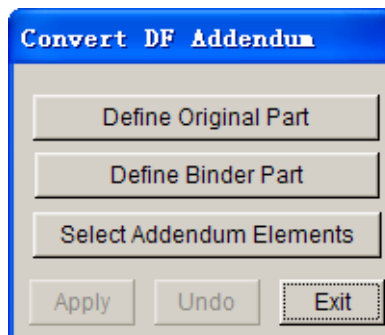 Convert DF Addendum
Define Original Part
Define Binder Part
Select Addendum Elements
Apply Undo Exit